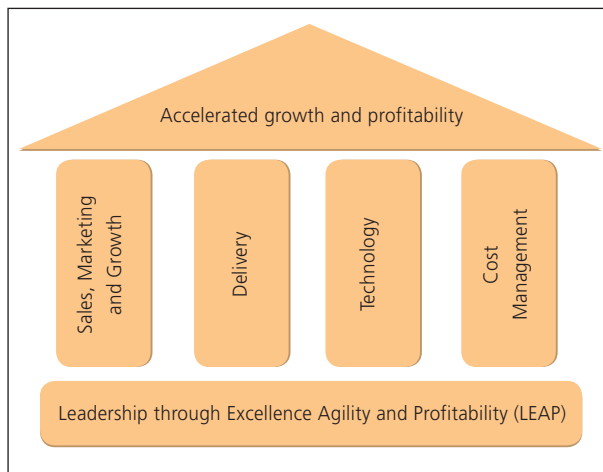 Accelerated growth and profitability
Sales, Marketing
and Growth
Delivery
Technology
Cost
Management
Leadership through Excellence Agility and Profitability (LEAP)